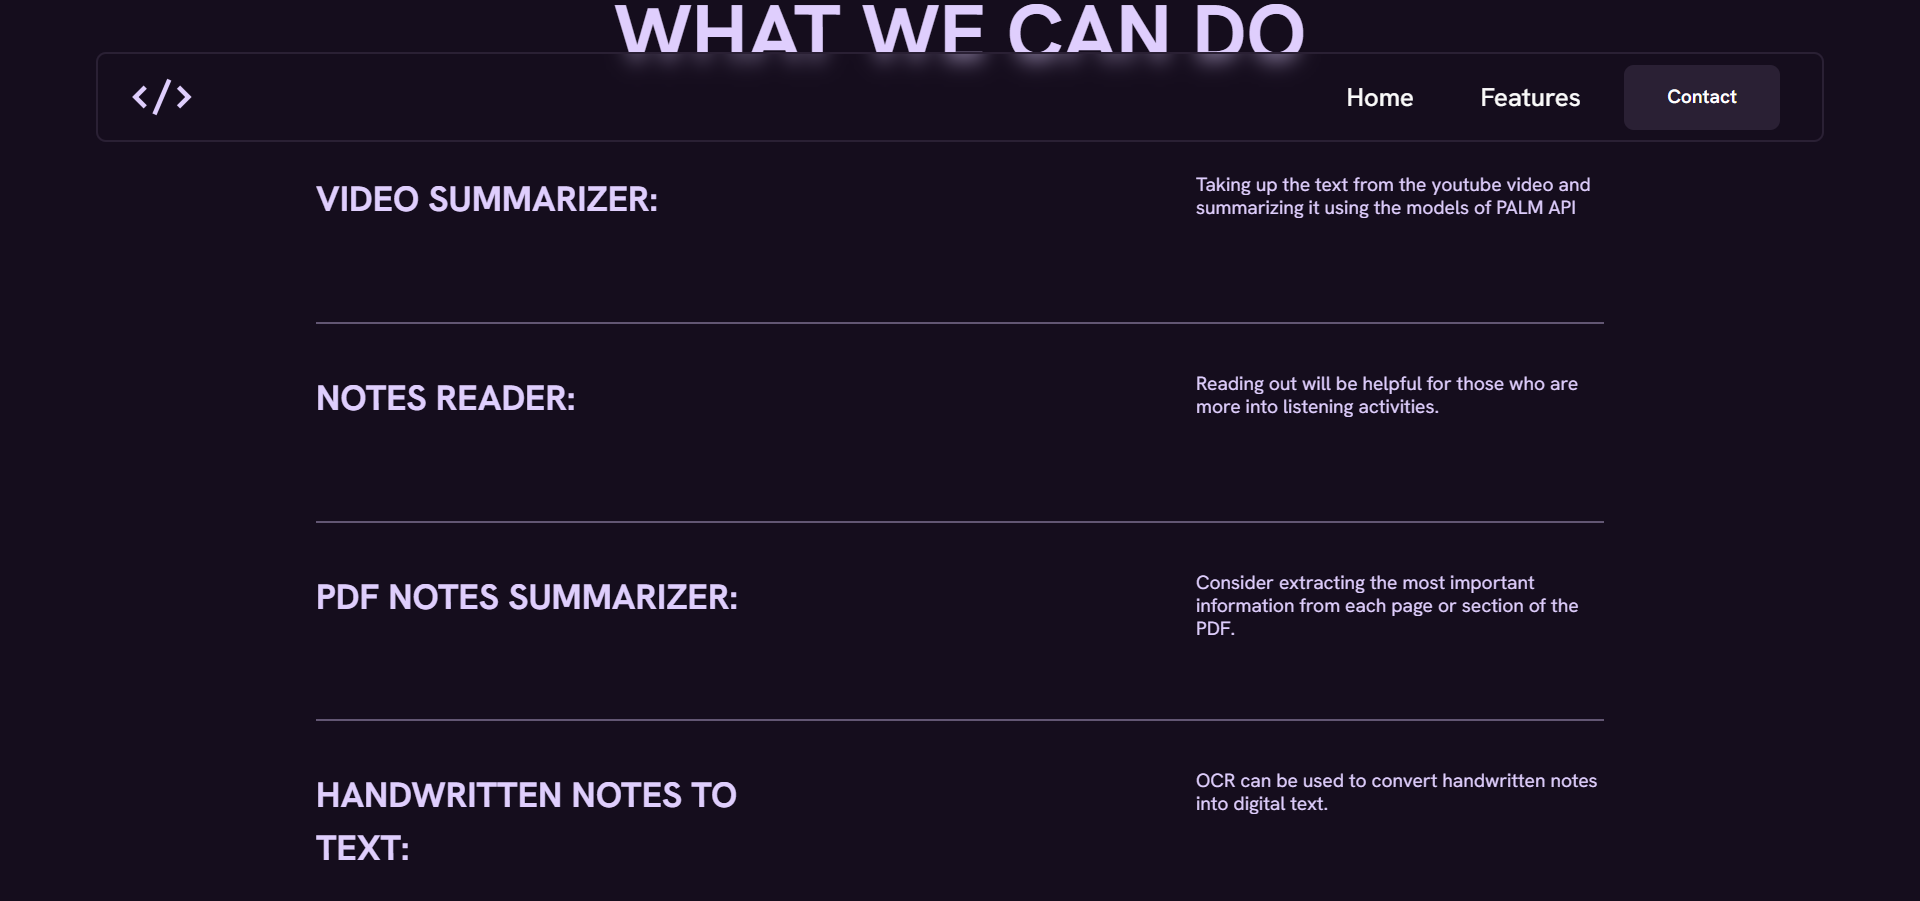 WHAT WE CAN DO
</>
Home
Features
Contact
VIDEO SUMMARIZER:
Taking up the text from the youtube video and
summarizing it using the models of PALM API
NOTES READER:
Reading out will be helpful for those who are
more into listening activities.
PDF NOTES SUMMARIZER:
Consider extracting the most important
information from each page or section of the
PDF.
HANDWRITTEN NOTES TO
TEXT:
OCR can be used to convert handwritten notes
into digital text.